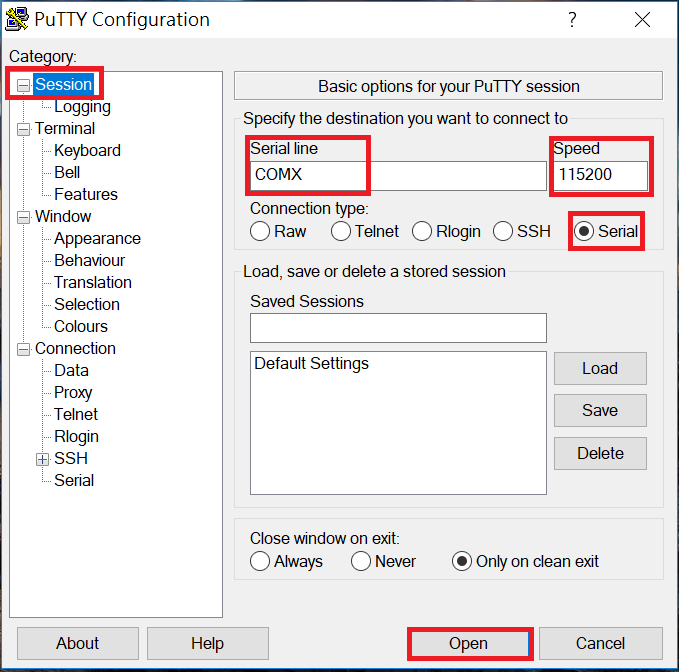 PuTTY Configuration
Category:
Session
Logging
Terminal
Keyboard
Bell
Features
Window
Appearance
Behaviour
Translation
Selection
Colours
Connection
Data
Proxy
Telnet
Rlogin
SSH
Serial
Basic options for your PuTTY session
Specify the destination you want to connect to
Serial line Speed
COMX 115200
Connection type:
Raw Telnet Rlogin SSH Serial
Load, save or delete a stored session
Saved Sessions
Default Settings
Load
Save
Delete
Close window on exit:
Always Never Only on clean exit
About Help Open Cancel